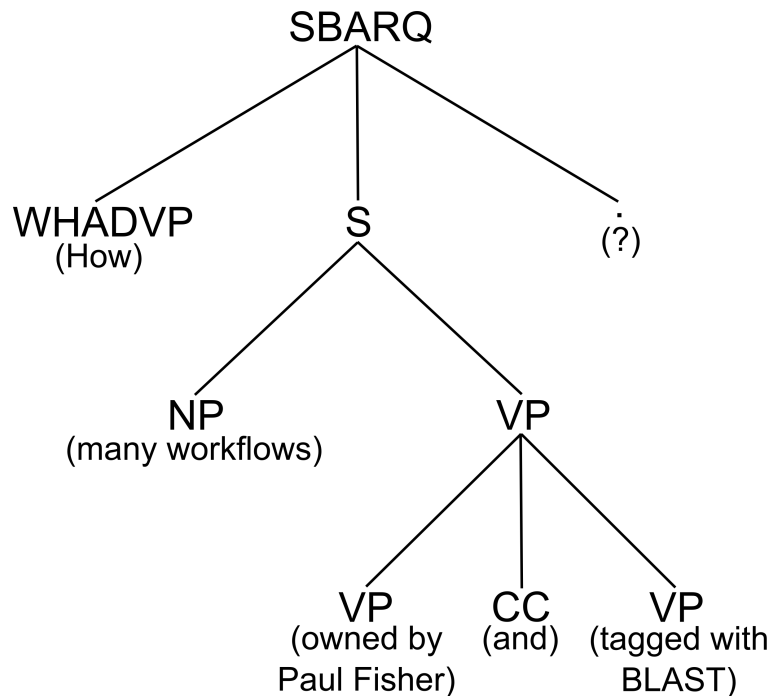 SBARQ
WHADVP
(How)
S
.
(?)
NP
(many workflows)
VP
VP
(owned by
Paul Fisher)
CC
(and)
VP
(tagged with
BLAST)